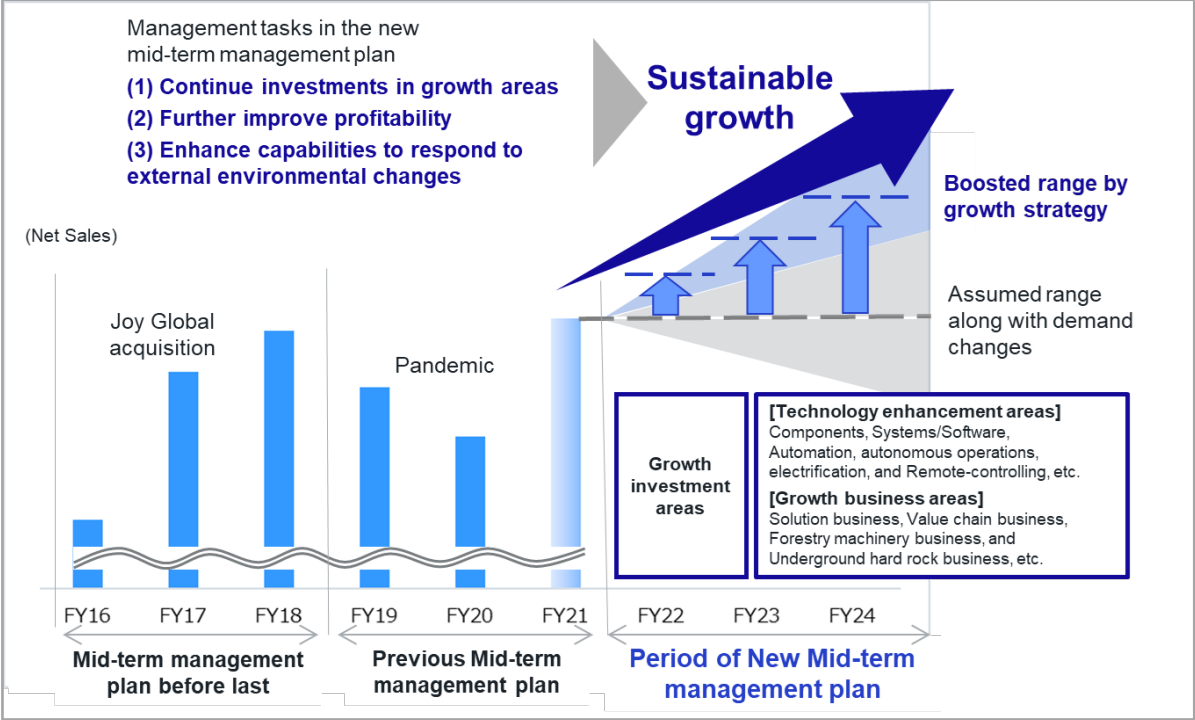 Management tasks in the new
mid-term management plan
(1) Continue investments in growth areas
(2) Further improve profitability
(3) Enhance capabilities to respond to
external environmental changes
Sustainable
growth
Boosted range by
growth strategy
(Net Sales)
Joy Global
acquisition
Pandemic
Assumed range
along with demand
changes
Growth
investment
areas
[Technology enhancement areas]
Components, Systems/Software,
Automation, autonomous operations,
electrification, and Remote-controlling, etc.
[Growth business areas]
Solution business, Value chain business,
Forestry machinery business, and
Underground hard rock business, etc.
FY16 FY17 FY18 FY19 FY20 FY21 FY22 FY23 FY24
Mid-term management
plan before last
Previous Mid-term
management plan
Period of New Mid-term
management plan